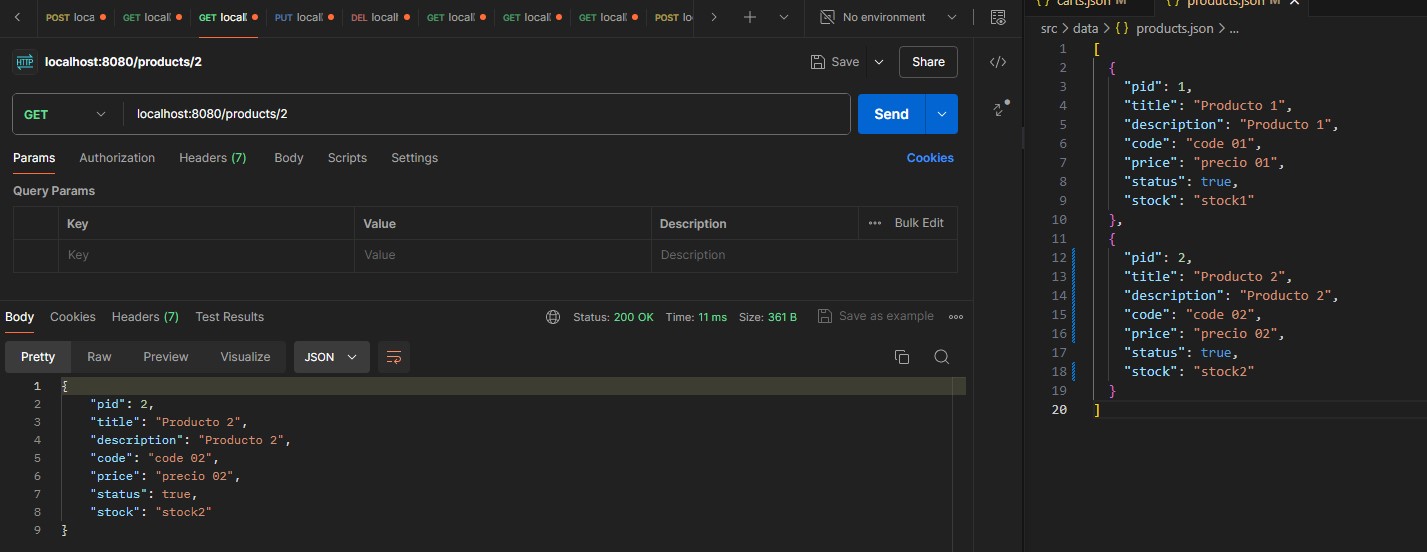 POST loca GET locall GET locall PUT locall DEL locall GET locall GET locall GET locall POST lo No environment
HTTP localhost:8080/products/2 Save Share </>
GET localhost:8080/products/2 Send
Params Authorization Headers (7) Body Scripts Settings Cookies
Query Params
Key Value Description ••• Bulk Edit
Key Value Description
Body Cookies Headers (7) Test Results Status: 200 OK Time: 11 ms Size: 361 B Save as example
Pretty Raw Preview Visualize JSON
1 {
2 "pid": 2,
3 "title": "Producto 2",
4 "description": "Producto 2",
5 "code": "code 02",
6 "price": "precio 02",
7 "status": true,
8 "stock": "stock2"
9 }
{} carts.json M {} products.json M ×
src > data > {} products.json > ...
1 [
2 {
3 "pid": 1,
4 "title": "Producto 1",
5 "description": "Producto 1",
6 "code": "code 01",
7 "price": "precio 01",
8 "status": true,
9 "stock": "stock1"
10 },
11 {
12 "pid": 2,
13 "title": "Producto 2",
14 "description": "Producto 2",
15 "code": "code 02",
16 "price": "precio 02",
17 "status": true,
18 "stock": "stock2"
19 }
20 ]